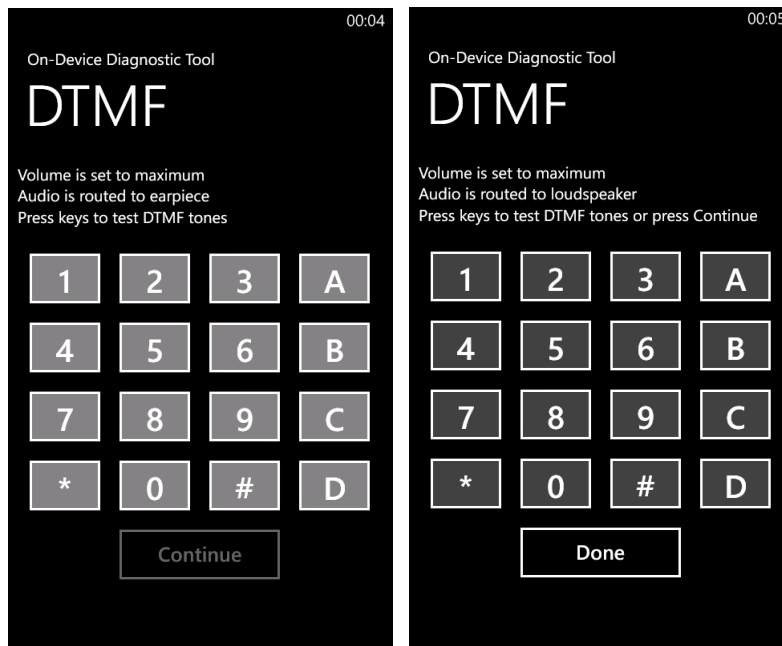 00:04
On-Device Diagnostic Tool
DTMF
Volume is set to maximum
Audio is routed to earpiece
Press keys to test DTMF tones
1 2 3 A
4 5 6 B
7 8 9 C
* 0 # D
Continue
00:05
On-Device Diagnostic Tool
DTMF
Volume is set to maximum
Audio is routed to loudspeaker
Press keys to test DTMF tones or press Continue
1 2 3 A
4 5 6 B
7 8 9 C
* 0 # D
Done